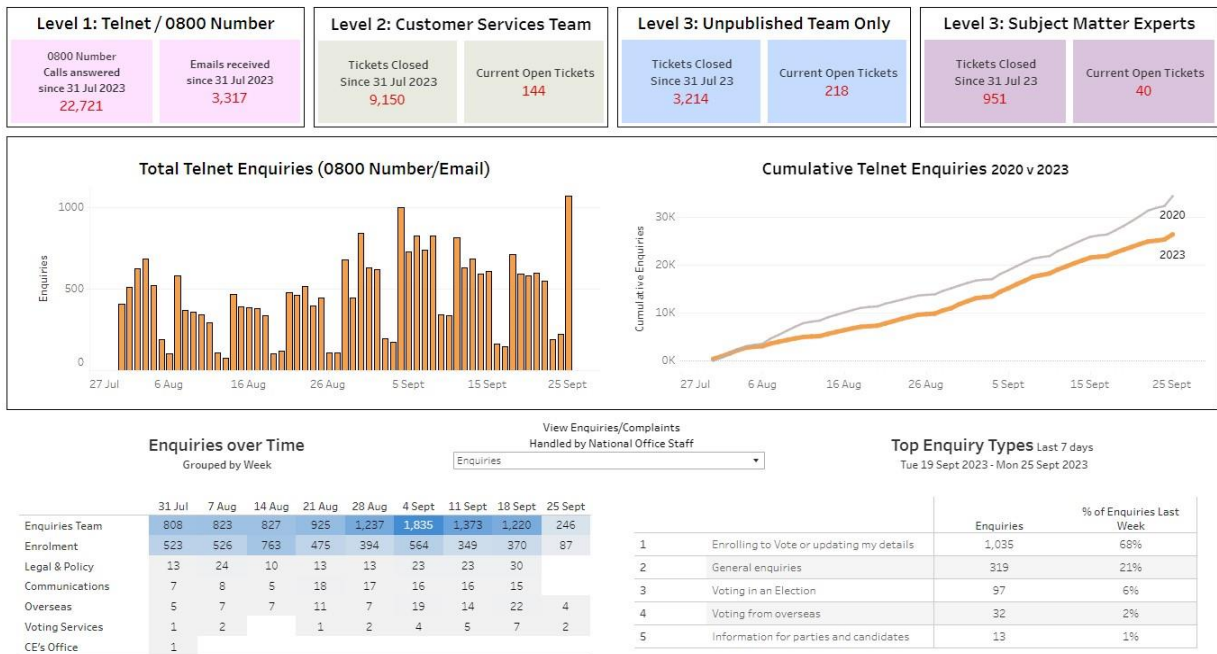 Level 1: Telnet / 0800 Number
0800 Number
Calls answered
since 31 Jul 2023
22,721
Emails received
since 31 Jul 2023
3,317
Level 2: Customer Services Team
Tickets Closed
Since 31 Jul 2023
9,150
Current Open Tickets
144
Level 3: Unpublished Team Only
Tickets Closed
Since 31 Jul 23
3,214
Current Open Tickets
218
Level 3: Subject Matter Experts
Tickets Closed
Since 31 Jul 23
951
Current Open Tickets
40
Total Telnet Enquiries (0800 Number/Email)
Enquiries
1000
500
0
27 Jul 6 Aug 16 Aug 26 Aug 5 Sept 15 Sept 25 Sept
Cumulative Telnet Enquiries 2020 v 2023
Cumulative Enquiries
30K
20K
10K
0K
2020
2023
27 Jul 6 Aug 16 Aug 26 Aug 5 Sept 15 Sept 25 Sept
Enquiries over Time
Grouped by Week
View Enquiries/Complaints
Handled by National Office Staff
Enquiries
31 Jul 7 Aug 14 Aug 21 Aug 28 Aug 4 Sept 11 Sept 18 Sept 25 Sept
Enquiries Team 808 823 827 925 1,237 1,835 1,373 1,220 246
Enrolment 523 526 763 475 394 564 349 370 87
Legal & Policy 13 24 10 13 13 23 23 30
Communications 7 8 5 18 17 16 16 15
Overseas 5 7 7 11 7 19 14 22 4
Voting Services 1 2 1 2 4 5 7 2
CE's Office 1
Top Enquiry Types Last 7 days
Tue 19 Sept 2023 - Mon 25 Sept 2023
Enquiries
% of Enquiries Last
Week
1 Enrolling to Vote or updating my details 1,035 68%
2 General enquiries 319 21%
3 Voting in an Election 97 6%
4 Voting from overseas 32 2%
5 Information for parties and candidates 13 1%